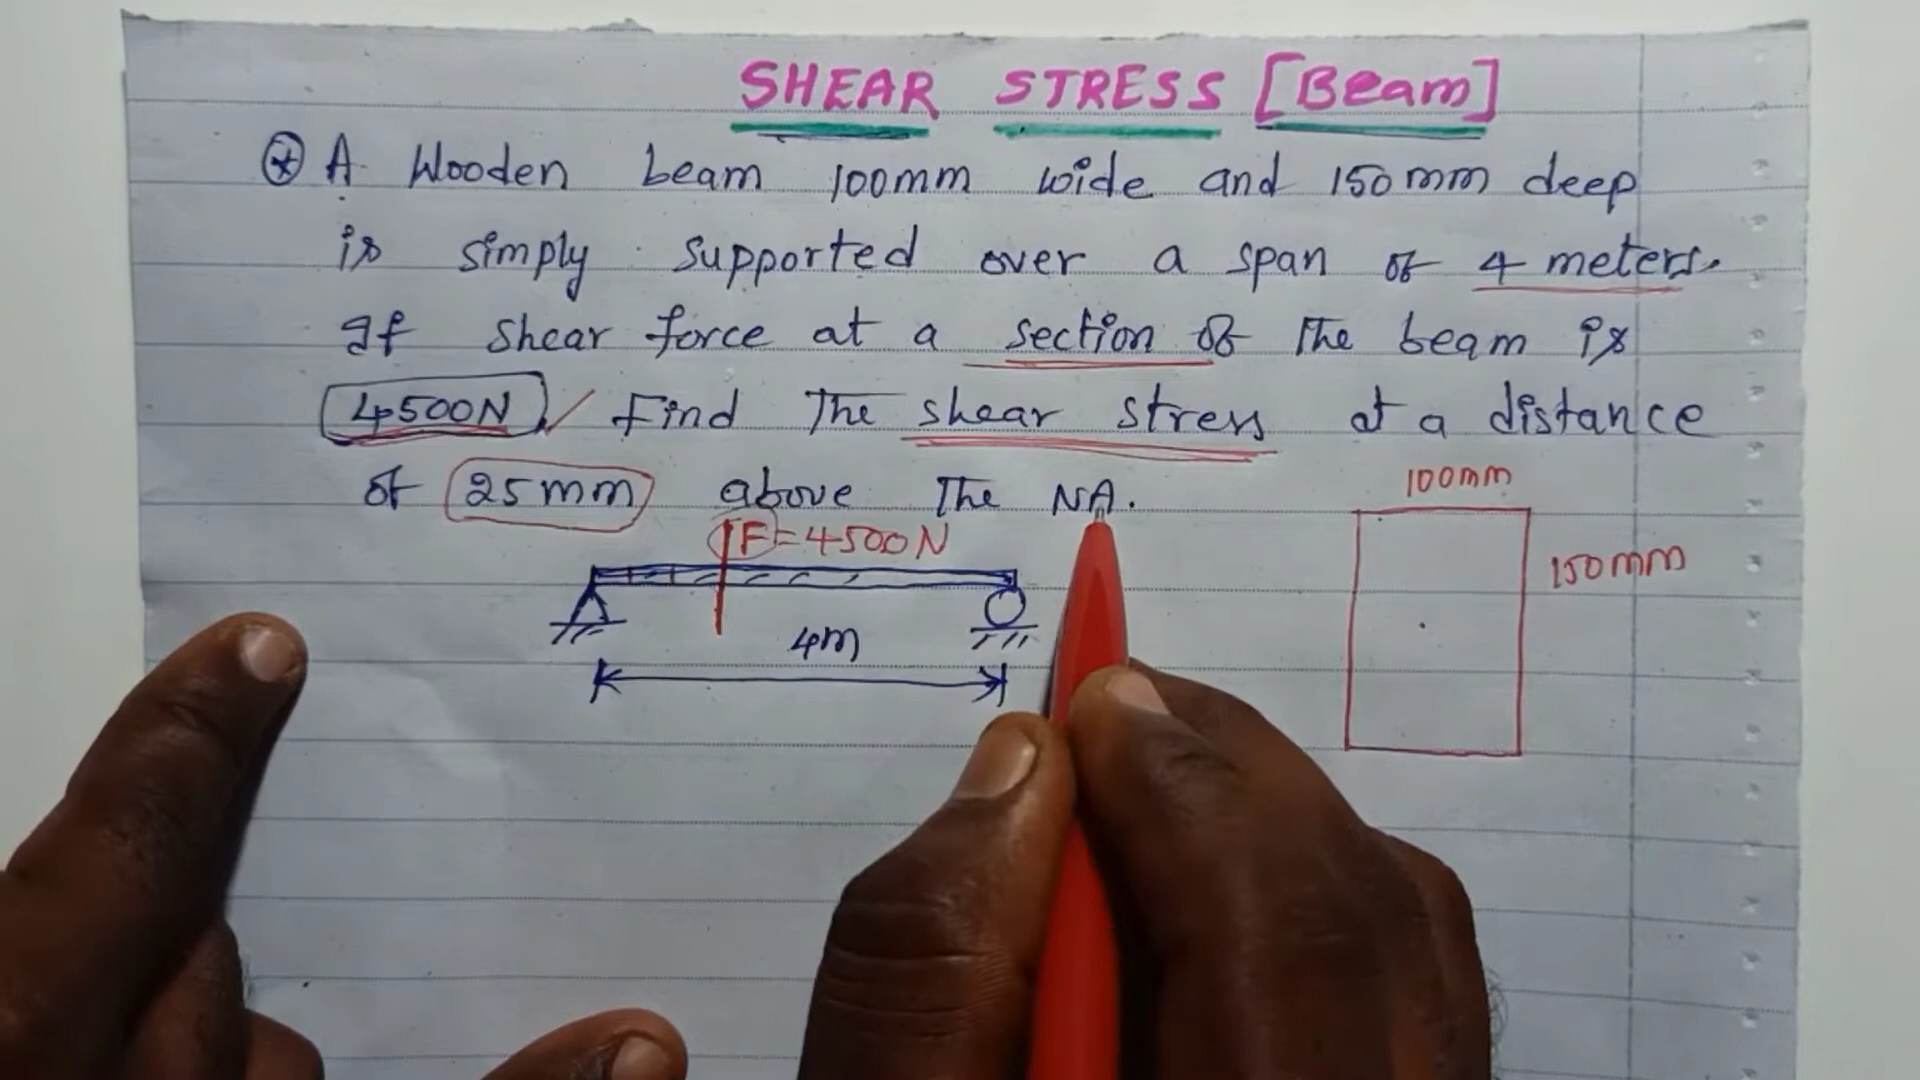 SHEAR STRESS [Beam]
A Wooden beam 100mm wide and 150mm deep
is simply supported over a span of 4 meters.
If shear force at a section of the beam is
4500N Find the shear stress at a distance
of 25mm above the NA.
100mm
F=4500N
150mm
4m